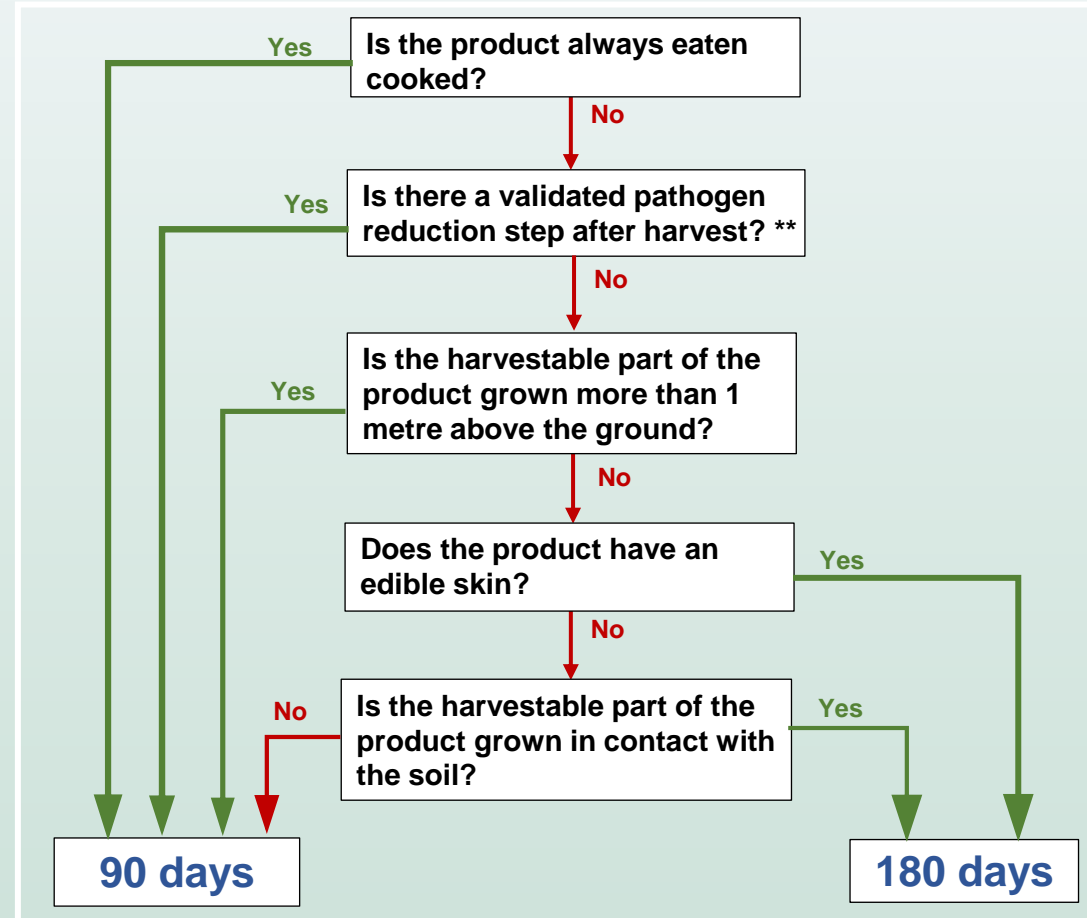 Yes
Is the product always eaten
cooked?
No
Yes
Is there a validated pathogen
reduction step after harvest? **
No
Yes
Is the harvestable part of the
product grown more than 1
metre above the ground?
No
Does the product have an
edible skin?
Yes
No
No
Is the harvestable part of the
product grown in contact with
the soil?
Yes
90 days
180 days